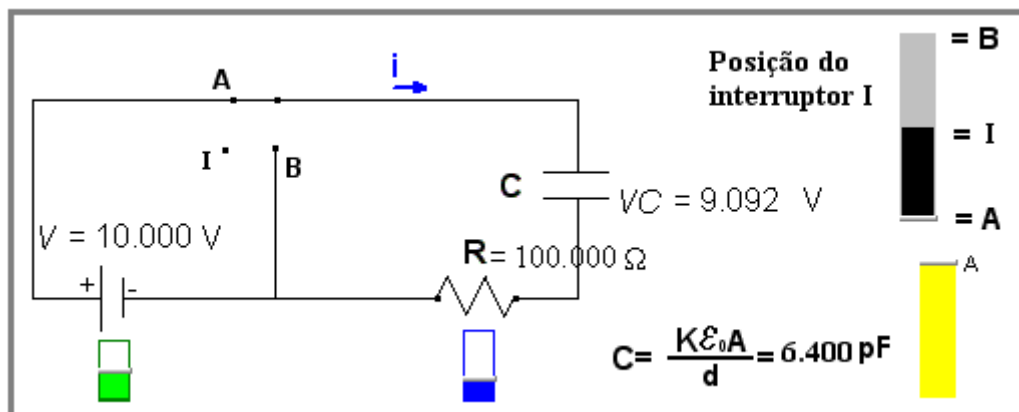 A
i
Posição do
interruptor I
= B
I
B
= I
C
VC = 9.092 V
= A
V = 10.000 V
R = 100.000 Ω
+ -
A
C = Kε₀A / d = 6.400 pF